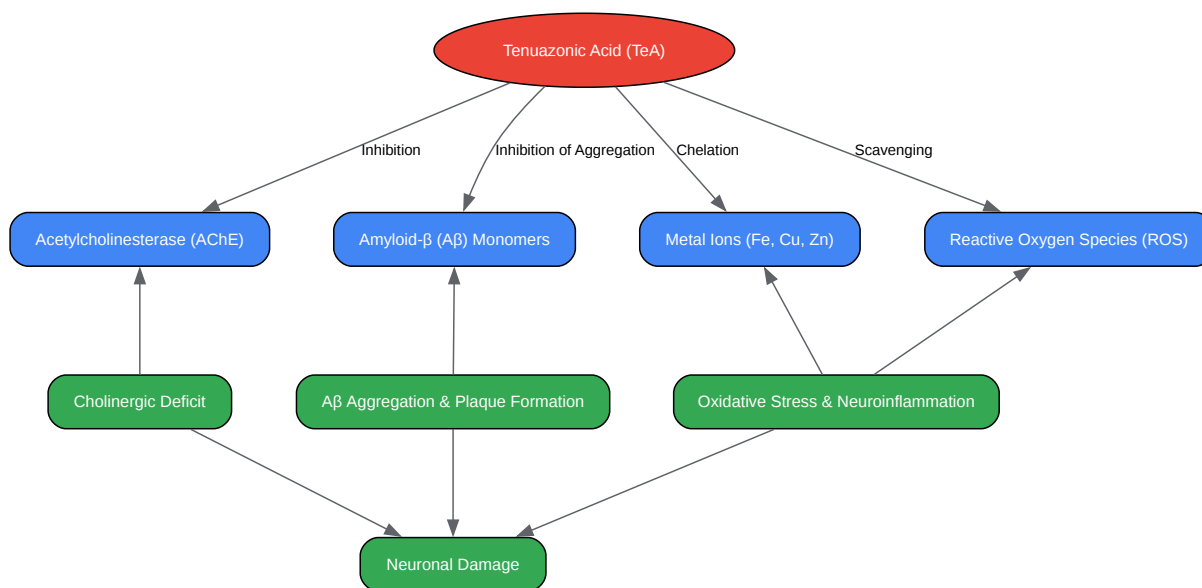 Tenuazonic Acid (TeA)
Inhibition
Inhibition of Aggregation
Chelation
Scavenging
Acetylcholinesterase (AChE)
Amyloid-β (Aβ) Monomers
Metal Ions (Fe, Cu, Zn)
Reactive Oxygen Species (ROS)
Cholinergic Deficit
Aβ Aggregation & Plaque Formation
Oxidative Stress & Neuroinflammation
Neuronal Damage